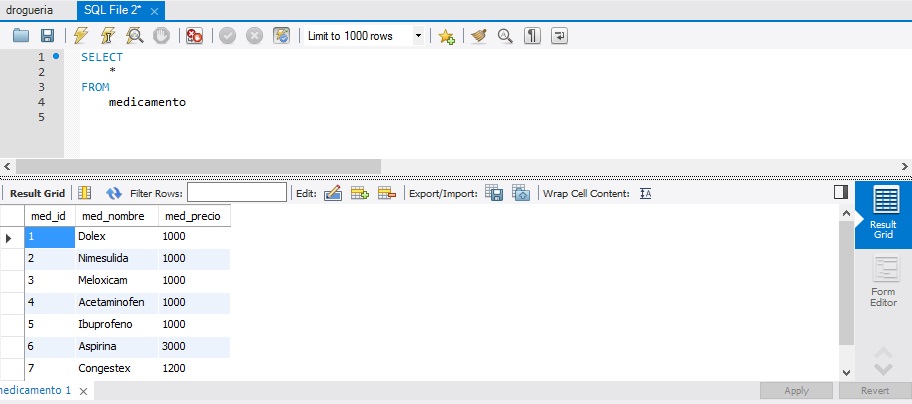 drogueria SQL File 2* ×
Limit to 1000 rows
1 SELECT
2 *
3 FROM
4 medicamento
5
Result Grid Filter Rows: Edit: Export/Import: Wrap Cell Content: IA
med_id med_nombre med_precio
1 Dolex 1000
2 Nimesulida 1000
3 Meloxicam 1000
4 Acetaminofen 1000
5 Ibuprofeno 1000
6 Aspirina 3000
7 Congestex 1200
Result
Grid
Form
Editor
medicamento 1 × Apply Revert